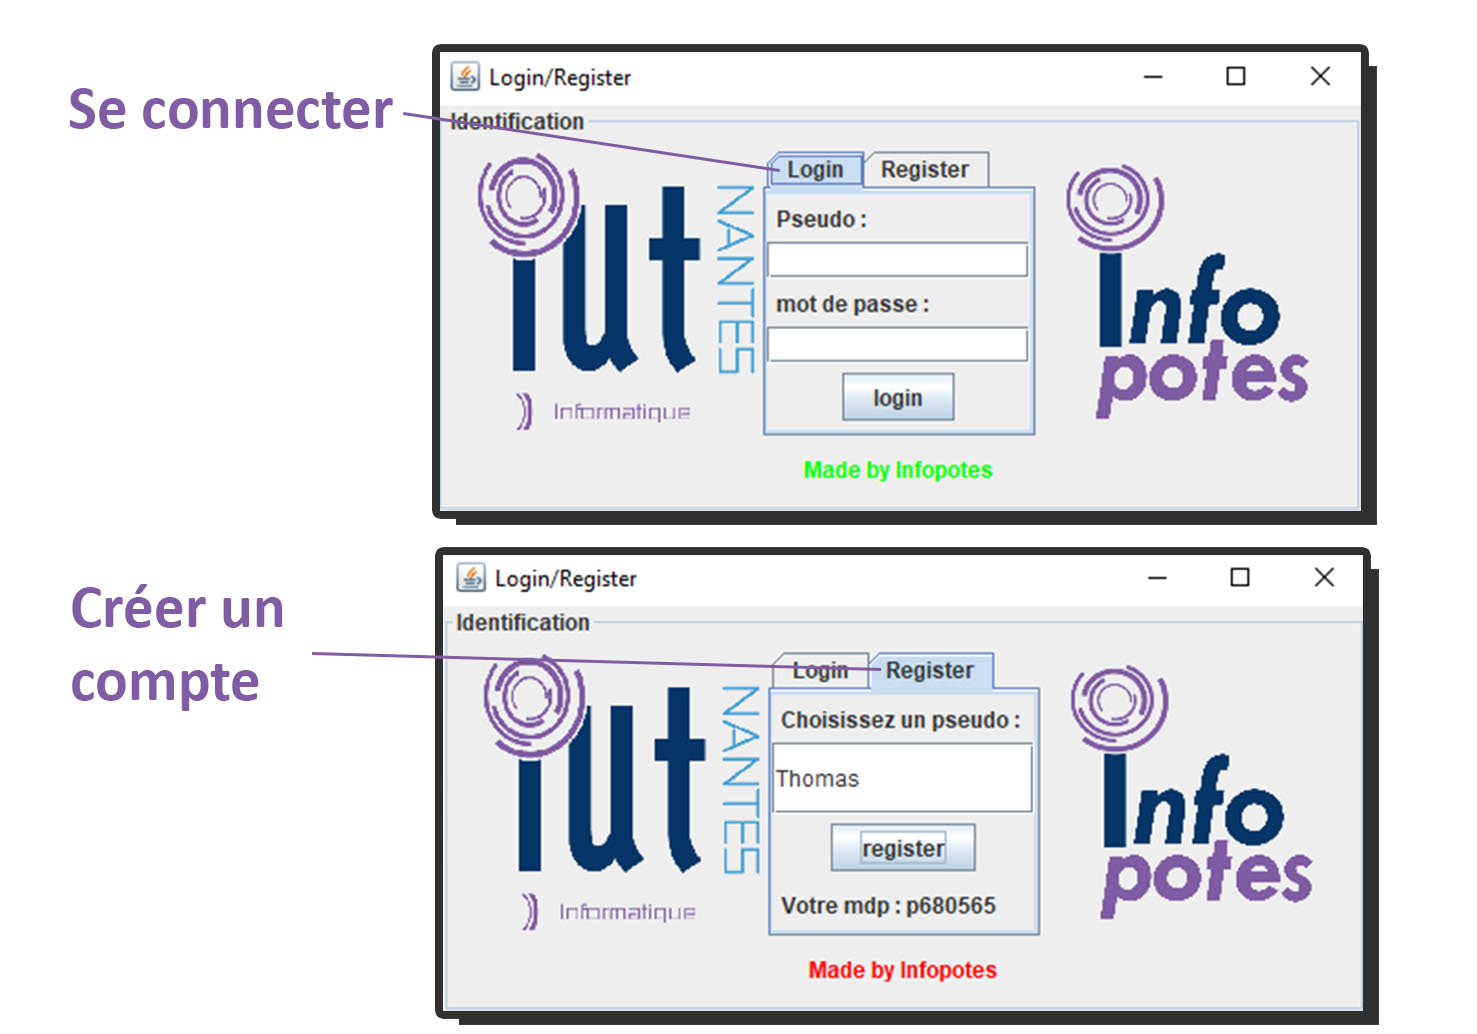 Se connecter
Login/Register
Identification
iut
NANTES
Informatique
Login
Register
Pseudo :
mot de passe :
login
Info
potes
Made by Infopotes
Créer un
compte
Login/Register
Identification
iut
NANTES
Informatique
Login
Register
Choisissez un pseudo :
Thomas
register
Votre mdp : p680565
Info
potes
Made by Infopotes